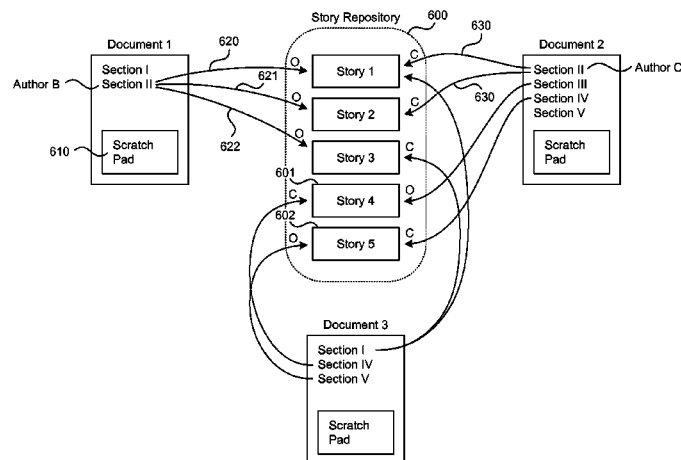 Story Repository
600
630
Document 1
620
Document 2
O
C
Section I
Story 1
Section II
Author C
Author B
Section II
621
O
630
Section III
Story 2
C
Section IV
Section V
610
Scratch
Pad
622
O
Story 3
C
Scratch
Pad
601
C
Story 4
O
602
O
Story 5
C
Document 3
Section I
Section IV
Section V
Scratch
Pad